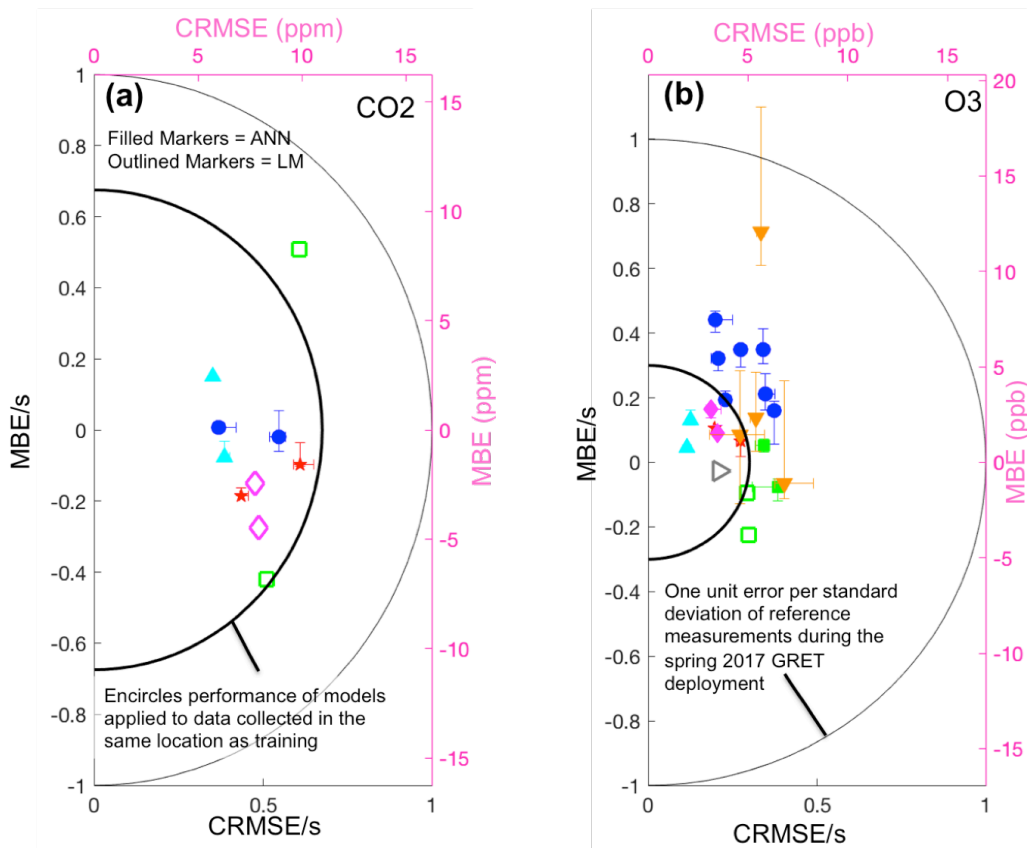 CRMSE (ppm)
0 5 10 15
(a)
CO2
Filled Markers = ANN
Outlined Markers = LM
1
0.8
0.6
0.4
0.2
0
-0.2
-0.4
-0.6
-0.8
-1
MBE/s
15
10
5
0
-5
-10
-15
MBE (ppm)
Encircles performance of models
applied to data collected in the
same location as training
0 0.5 1
CRMSE/s
CRMSE (ppb)
0 5 10 15
(b)
O3
1
0.8
0.6
0.4
0.2
0
-0.2
-0.4
-0.6
-0.8
-1
MBE/s
20
15
10
5
0
-5
-10
-15
MBE (ppb)
One unit error per standard
deviation of reference
measurements during the
spring 2017 GRET
deployment
0 0.5 1
CRMSE/s